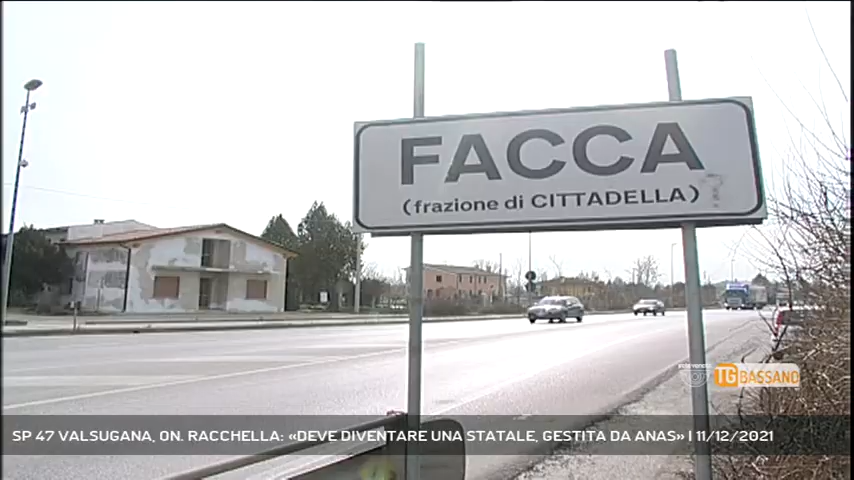 FACCA
(frazione di CITTADELLA) ?
TG BASSANO
SP 47 VALSUGANA, ON. RACCHELLA: «DEVE DIVENTARE UNA STATALE, GESTITA DA ANAS» | 11/12/2021